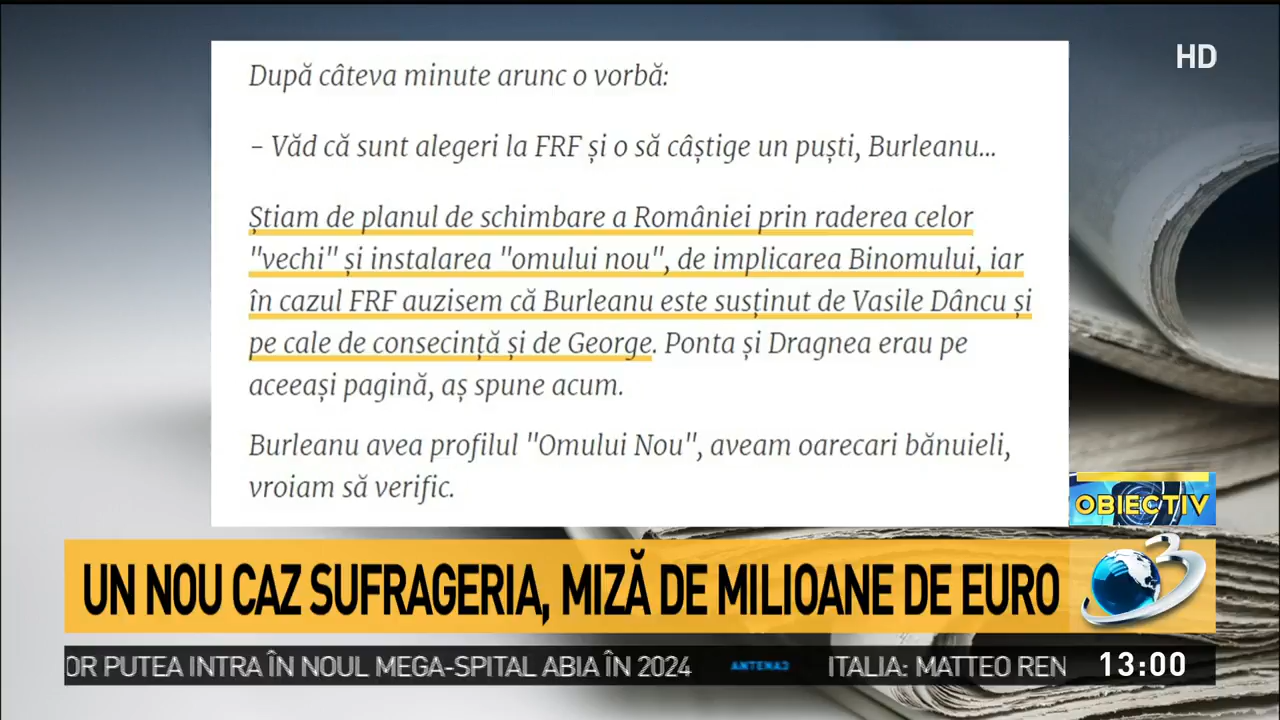 HD
După câteva minute arunc o vorbă:
– Văd că sunt alegeri la FRF și o să câștige un puști, Burleanu...
Știam de planul de schimbare a României prin raderea celor
"vechi" și instalarea "omului nou", de implicarea Binomului, iar
în cazul FRF auzisem că Burleanu este susținut de Vasile Dâncu și
pe cale de consecință și de George. Ponta și Dragnea erau pe
aceeași pagină, aș spune acum.
Burleanu avea profilul "Omului Nou", aveam oarecari bănuieli,
vroiam să verific.
OBIECTIV
UN NOU CAZ SUFRAGERIA, MIZĂ DE MILIOANE DE EURO
3
OR PUTEA INTRA ÎN NOUL MEGA-SPITAL ABIA ÎN 2024 ANTENA3 ITALIA: MATTEO REN 13:00